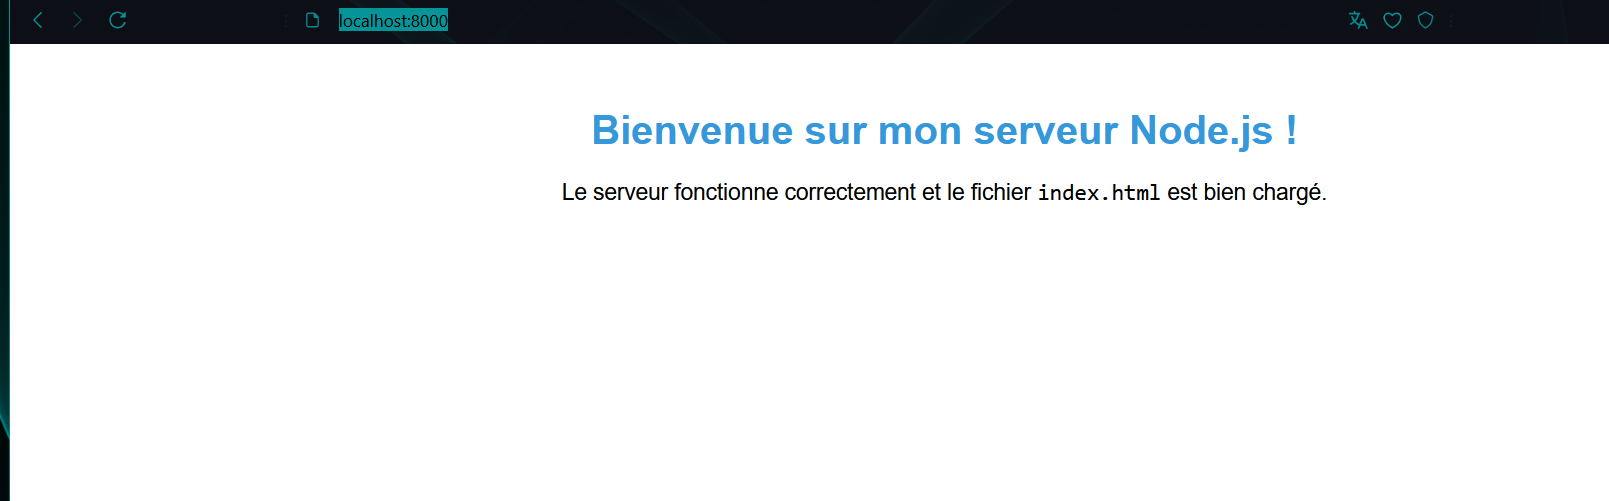 localhost:8000
Bienvenue sur mon serveur Node.js !
Le serveur fonctionne correctement et le fichier index.html est bien chargé.